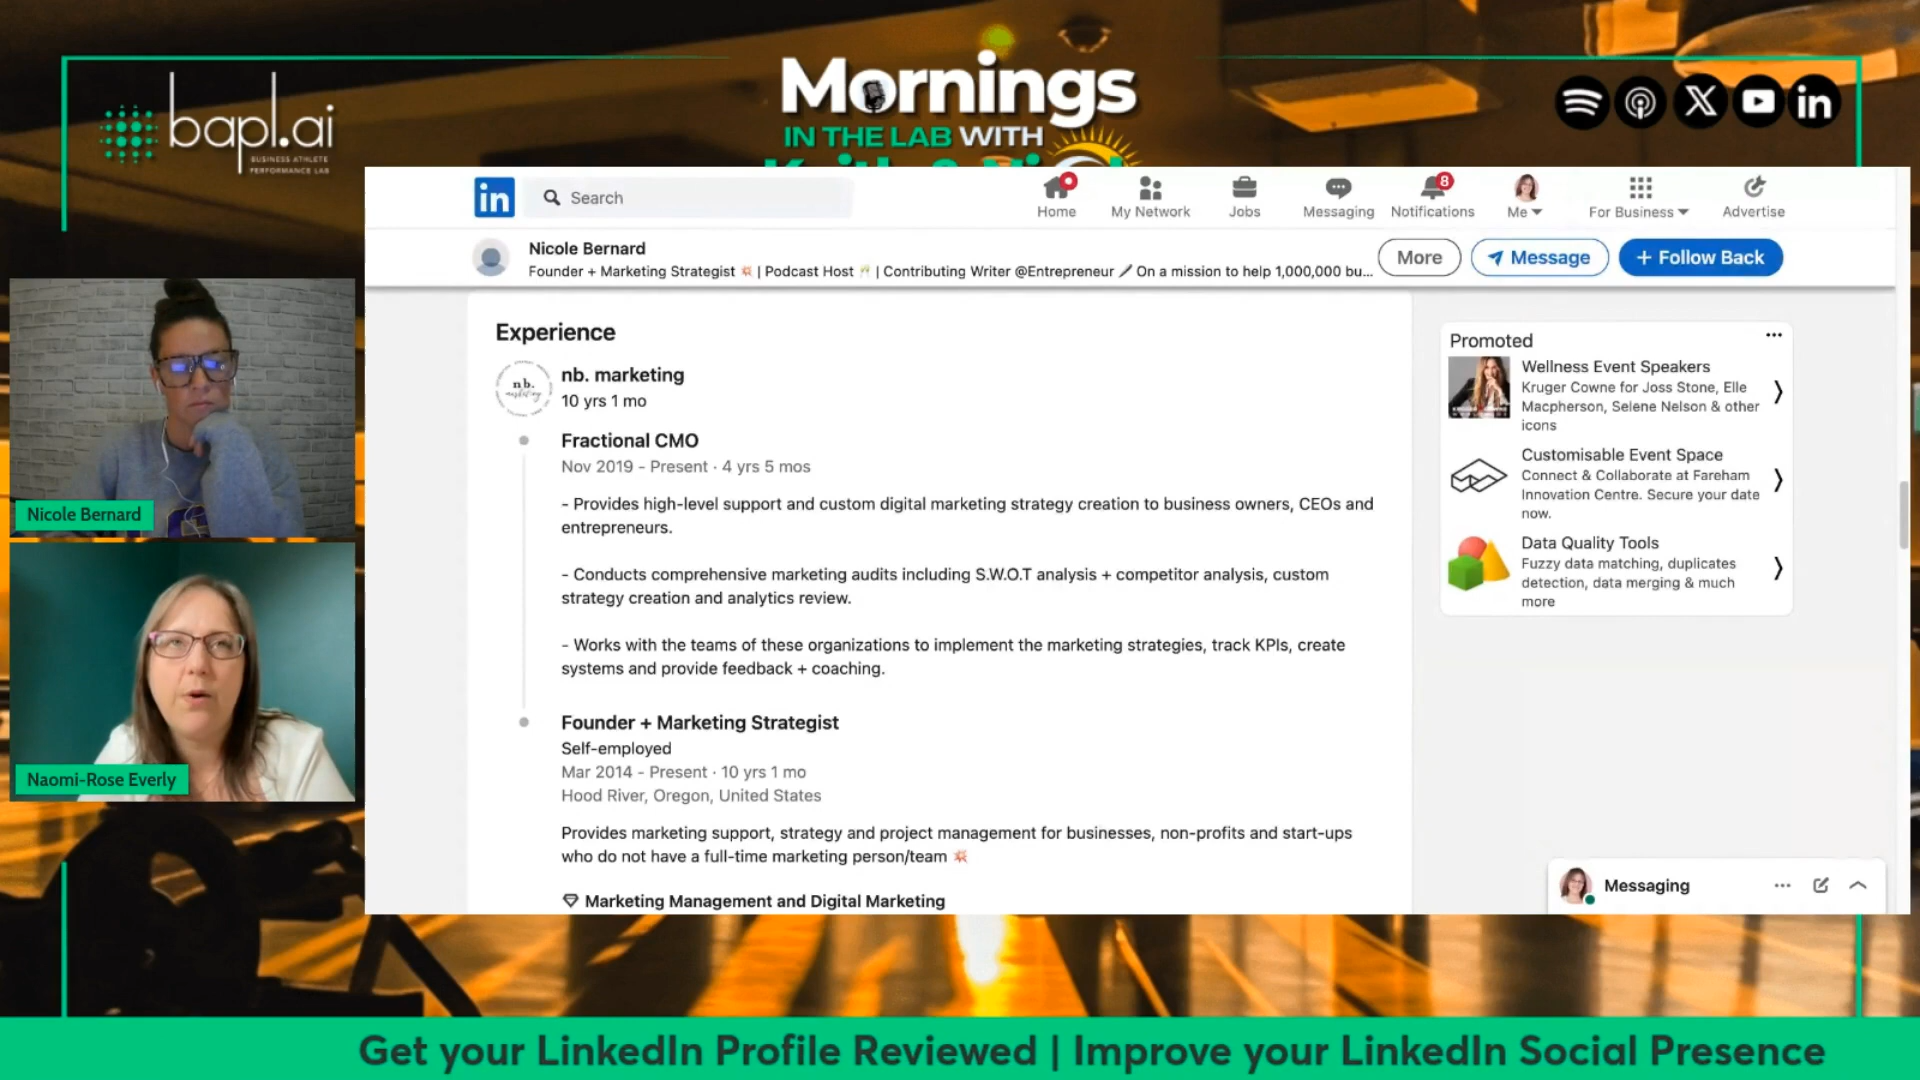 bapl.ai
BUSINESS ATHLETE
PERFORMANCE LAB
Mornings
IN THE LAB WITH
in
in
Search
Home
My Network
Jobs
Messaging
8
Notifications
Me
For Business
Advertise
Nicole Bernard
Founder + Marketing Strategist 💥 | Podcast Host 🥂 | Contributing Writer @Entrepreneur 🖊 On a mission to help 1,000,000 bu...
More
Message
+ Follow Back
Experience
n.b.
marketing
nb. marketing
10 yrs 1 mo
Fractional CMO
Nov 2019 - Present · 4 yrs 5 mos
- Provides high-level support and custom digital marketing strategy creation to business owners, CEOs and
entrepreneurs.
- Conducts comprehensive marketing audits including S.W.O.T analysis + competitor analysis, custom
strategy creation and analytics review.
- Works with the teams of these organizations to implement the marketing strategies, track KPIs, create
systems and provide feedback + coaching.
Founder + Marketing Strategist
Self-employed
Mar 2014 - Present · 10 yrs 1 mo
Hood River, Oregon, United States
Provides marketing support, strategy and project management for businesses, non-profits and start-ups
who do not have a full-time marketing person/team 💥
Marketing Management and Digital Marketing
Promoted
Wellness Event Speakers
Kruger Cowne for Joss Stone, Elle
Macpherson, Selene Nelson & other
icons
Customisable Event Space
Connect & Collaborate at Fareham
Innovation Centre. Secure your date
now.
Data Quality Tools
Fuzzy data matching, duplicates
detection, data merging & much
more
Messaging
Nicole Bernard
Naomi-Rose Everly
Get your LinkedIn Profile Reviewed | Improve your LinkedIn Social Presence